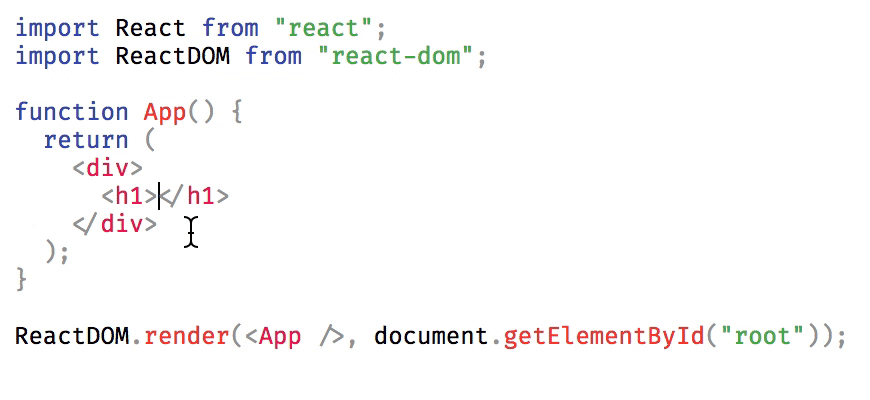 import React from "react";
import ReactDOM from "react-dom";

function App() {
  return (
    <div>
      <h1></h1>
    </div>
  );
}

ReactDOM.render(<App />, document.getElementById("root"));